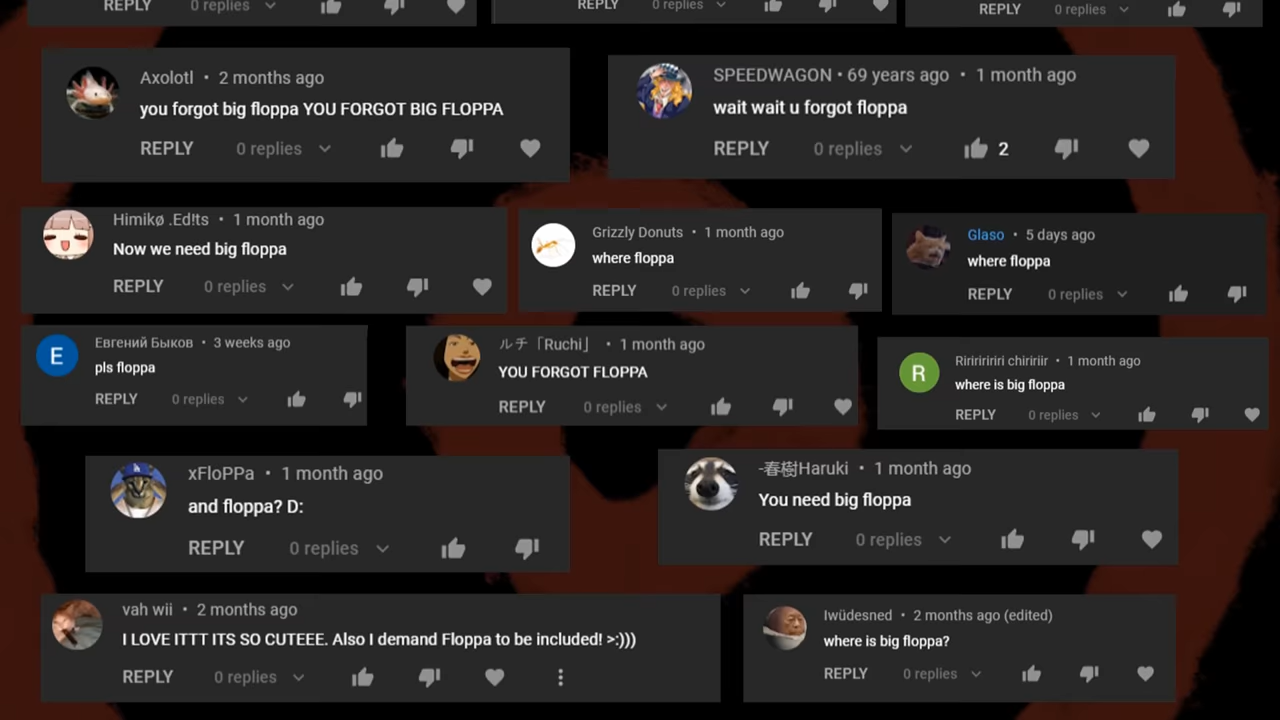 REPLY 0 replies
REPLY 0 replies
REPLY 0 replies
Axolotl • 2 months ago
you forgot big floppa YOU FORGOT BIG FLOPPA
REPLY 0 replies
SPEEDWAGON • 69 years ago • 1 month ago
wait wait u forgot floppa
REPLY 0 replies 2
Himikø .Ed!ts • 1 month ago
Now we need big floppa
REPLY 0 replies
Grizzly Donuts • 1 month ago
where floppa
REPLY 0 replies
Glaso • 5 days ago
where floppa
REPLY 0 replies
E
Евгений Быков • 3 weeks ago
pls floppa
REPLY 0 replies
ルチ「Ruchi」 • 1 month ago
YOU FORGOT FLOPPA
REPLY 0 replies
R
Riririririri chiririir • 1 month ago
where is big floppa
REPLY 0 replies
xFloPPa • 1 month ago
and floppa? D:
REPLY 0 replies
-春樹Haruki • 1 month ago
You need big floppa
REPLY 0 replies
vah wii • 2 months ago
I LOVE ITTT ITS SO CUTEEE. Also I demand Floppa to be included! >:)))
REPLY 0 replies
Iwüdesned • 2 months ago (edited)
where is big floppa?
REPLY 0 replies